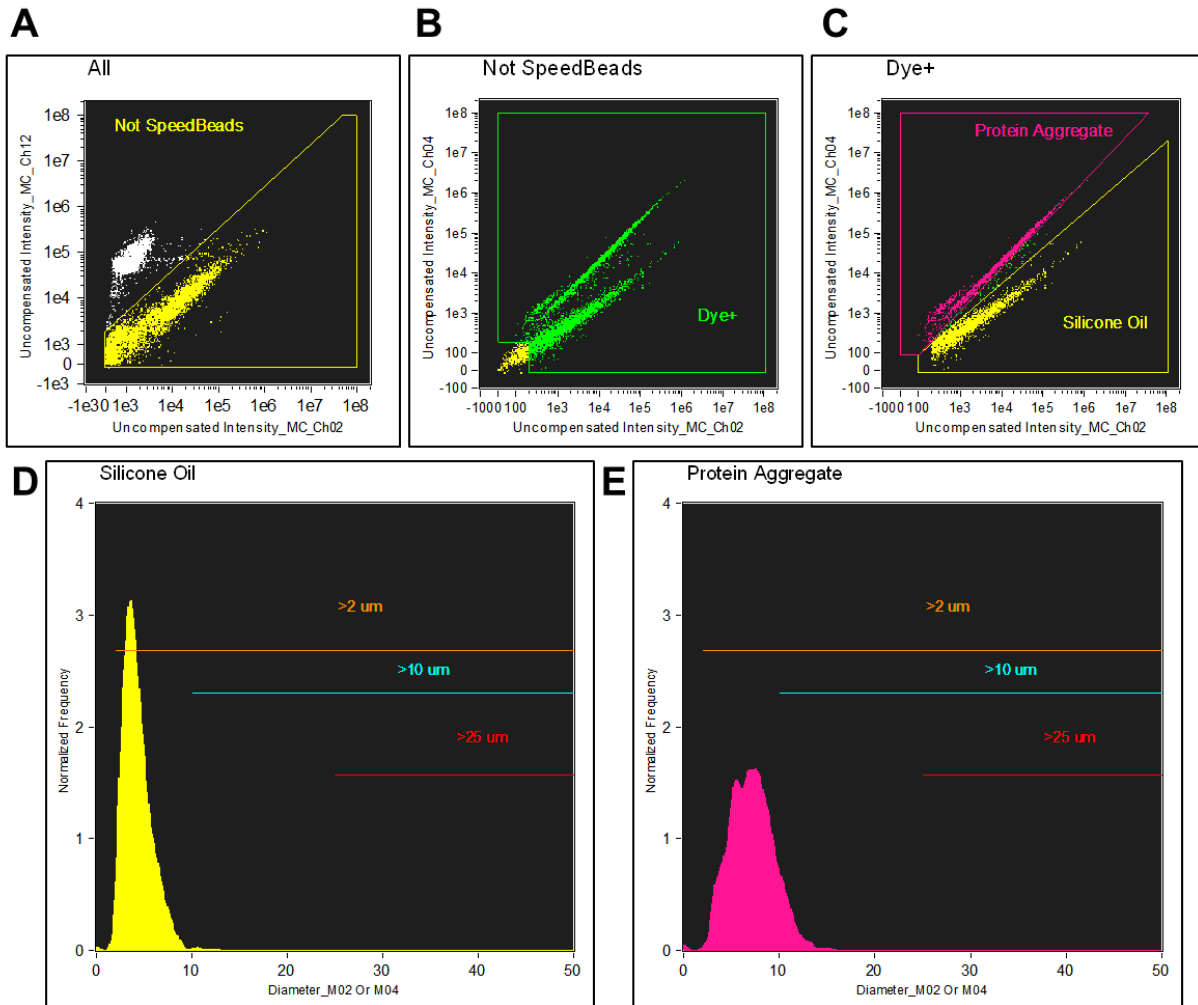 A
All
Not SpeedBeads
Uncompensated Intensity_MC_Ch12
1e8
1e7
1e6
1e5
1e4
1e3
0
-1e3
-1e3 0 1e3 1e4 1e5 1e6 1e7 1e8
Uncompensated Intensity_MC_Ch02
B
Not SpeedBeads
Dye+
Uncompensated Intensity_MC_Ch04
1e8
1e7
1e6
1e5
1e4
1e3
100
0
-100
-100 0 100 1e3 1e4 1e5 1e6 1e7 1e8
Uncompensated Intensity_MC_Ch02
C
Dye+
Protein Aggregate
Silicone Oil
Uncompensated Intensity_MC_Ch04
1e8
1e7
1e6
1e5
1e4
1e3
100
0
-100
-100 0 100 1e3 1e4 1e5 1e6 1e7 1e8
Uncompensated Intensity_MC_Ch02
D
Silicone Oil
>2 um
>10 um
>25 um
Normalized Frequency
4
3
2
1
0
0 10 20 30 40 50
Diameter_M02 Or M04
E
Protein Aggregate
>2 um
>10 um
>25 um
Normalized Frequency
4
3
2
1
0
0 10 20 30 40 50
Diameter_M02 Or M04